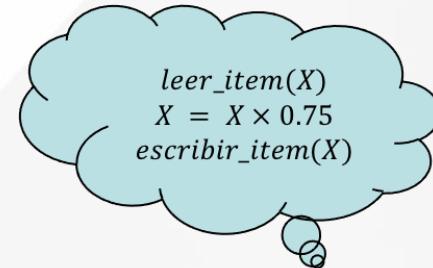 leer_item(X)
X = X × 0.75
escribir_item(X)